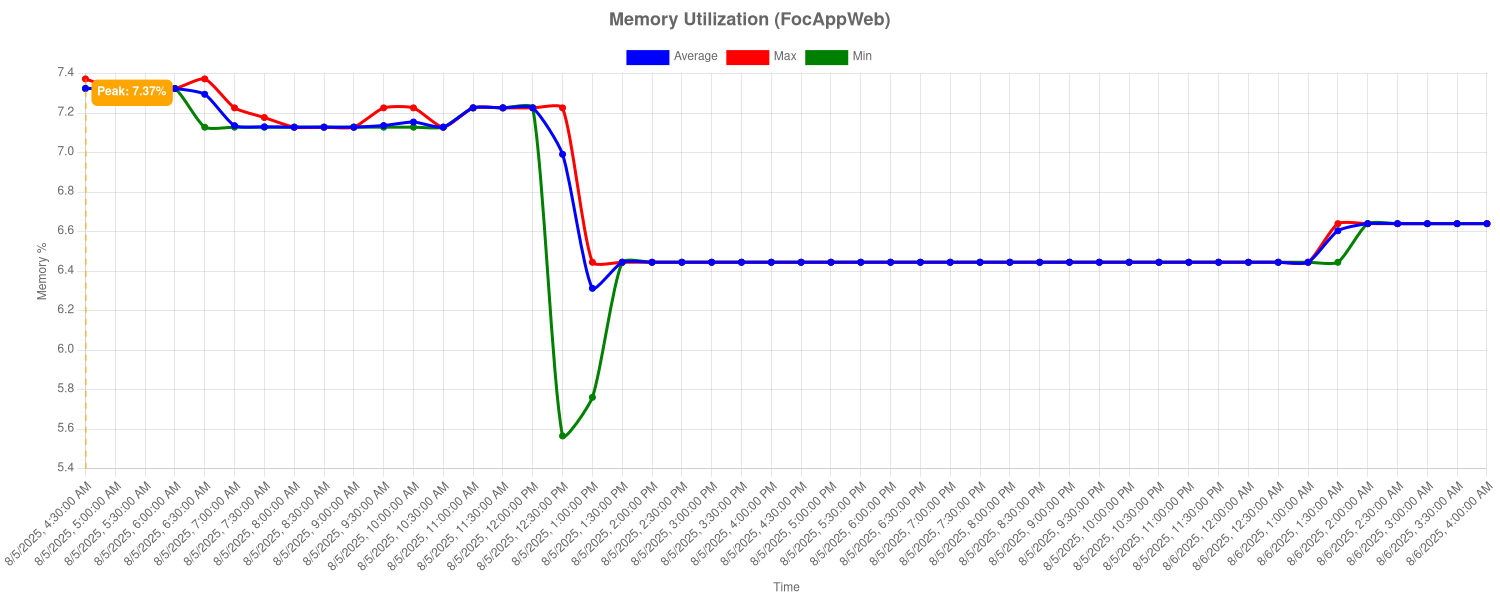 Memory Utilization (FocAppWeb)
Average Max Min
Peak: 7.37%
7.4
7.2
7.0
6.8
6.6
6.4
6.2
6.0
5.8
5.6
5.4
Memory %
8/5/2025, 4:30:00 AM
8/5/2025, 5:00:00 AM
8/5/2025, 5:30:00 AM
8/5/2025, 6:00:00 AM
8/5/2025, 6:30:00 AM
8/5/2025, 7:00:00 AM
8/5/2025, 7:30:00 AM
8/5/2025, 8:00:00 AM
8/5/2025, 8:30:00 AM
8/5/2025, 9:00:00 AM
8/5/2025, 9:30:00 AM
8/5/2025, 10:00:00 AM
8/5/2025, 10:30:00 AM
8/5/2025, 11:00:00 AM
8/5/2025, 11:30:00 AM
8/5/2025, 12:00:00 PM
8/5/2025, 12:30:00 PM
8/5/2025, 1:00:00 PM
8/5/2025, 1:30:00 PM
8/5/2025, 2:00:00 PM
8/5/2025, 2:30:00 PM
8/5/2025, 3:00:00 PM
8/5/2025, 3:30:00 PM
8/5/2025, 4:00:00 PM
8/5/2025, 4:30:00 PM
8/5/2025, 5:00:00 PM
8/5/2025, 5:30:00 PM
8/5/2025, 6:00:00 PM
8/5/2025, 6:30:00 PM
8/5/2025, 7:00:00 PM
8/5/2025, 7:30:00 PM
8/5/2025, 8:00:00 PM
8/5/2025, 8:30:00 PM
8/5/2025, 9:00:00 PM
8/5/2025, 9:30:00 PM
8/5/2025, 10:00:00 PM
8/5/2025, 10:30:00 PM
8/5/2025, 11:00:00 PM
8/5/2025, 11:30:00 PM
8/6/2025, 12:00:00 AM
8/6/2025, 12:30:00 AM
8/6/2025, 1:00:00 AM
8/6/2025, 1:30:00 AM
8/6/2025, 2:00:00 AM
8/6/2025, 2:30:00 AM
8/6/2025, 3:00:00 AM
8/6/2025, 3:30:00 AM
8/6/2025, 4:00:00 AM
Time